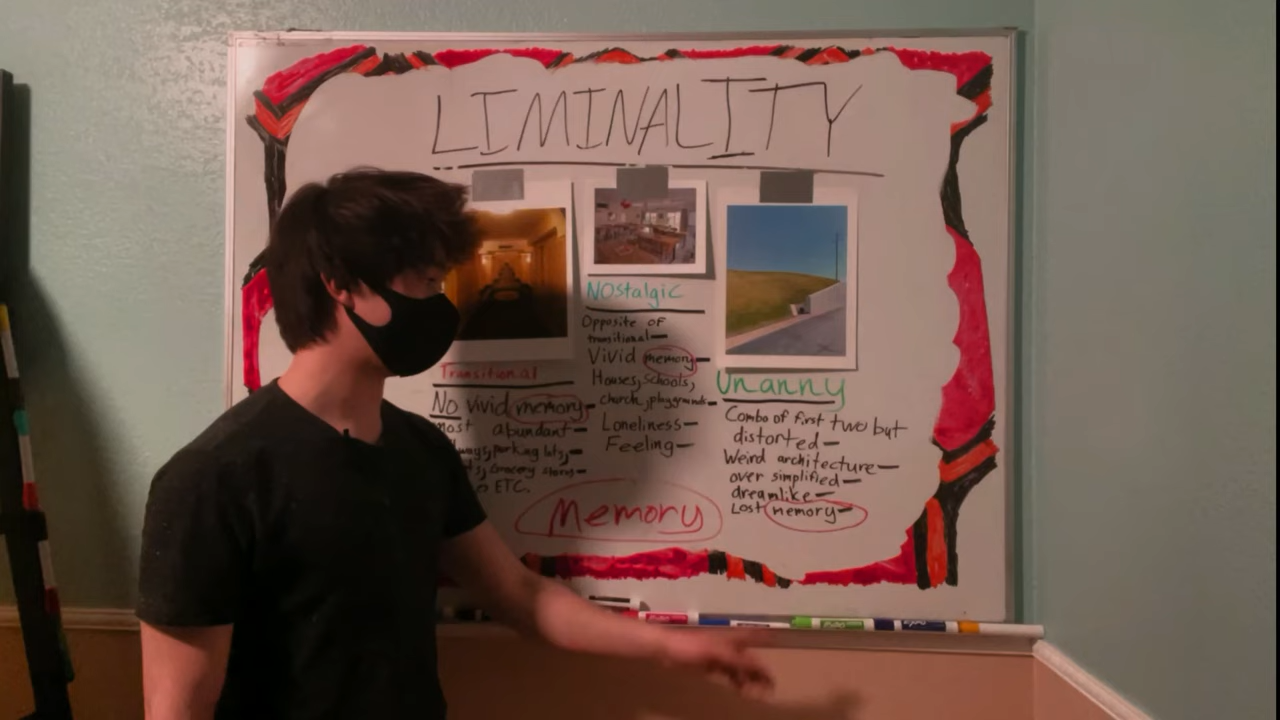 LIMINALITY
Transitional
No vivid memory-
most abundant-
parking lots,-
Grocery stores-
ETC.
Nostalgic
Opposite of
transitional-
Vivid memory-
Houses, Schools,
church, playgrounds-
Loneliness-
Feeling-
Unanny
Combo of first two but
distorted-
Weird architecture-
over simplified-
dreamlike-
Lost memory-
Memory
EXPO